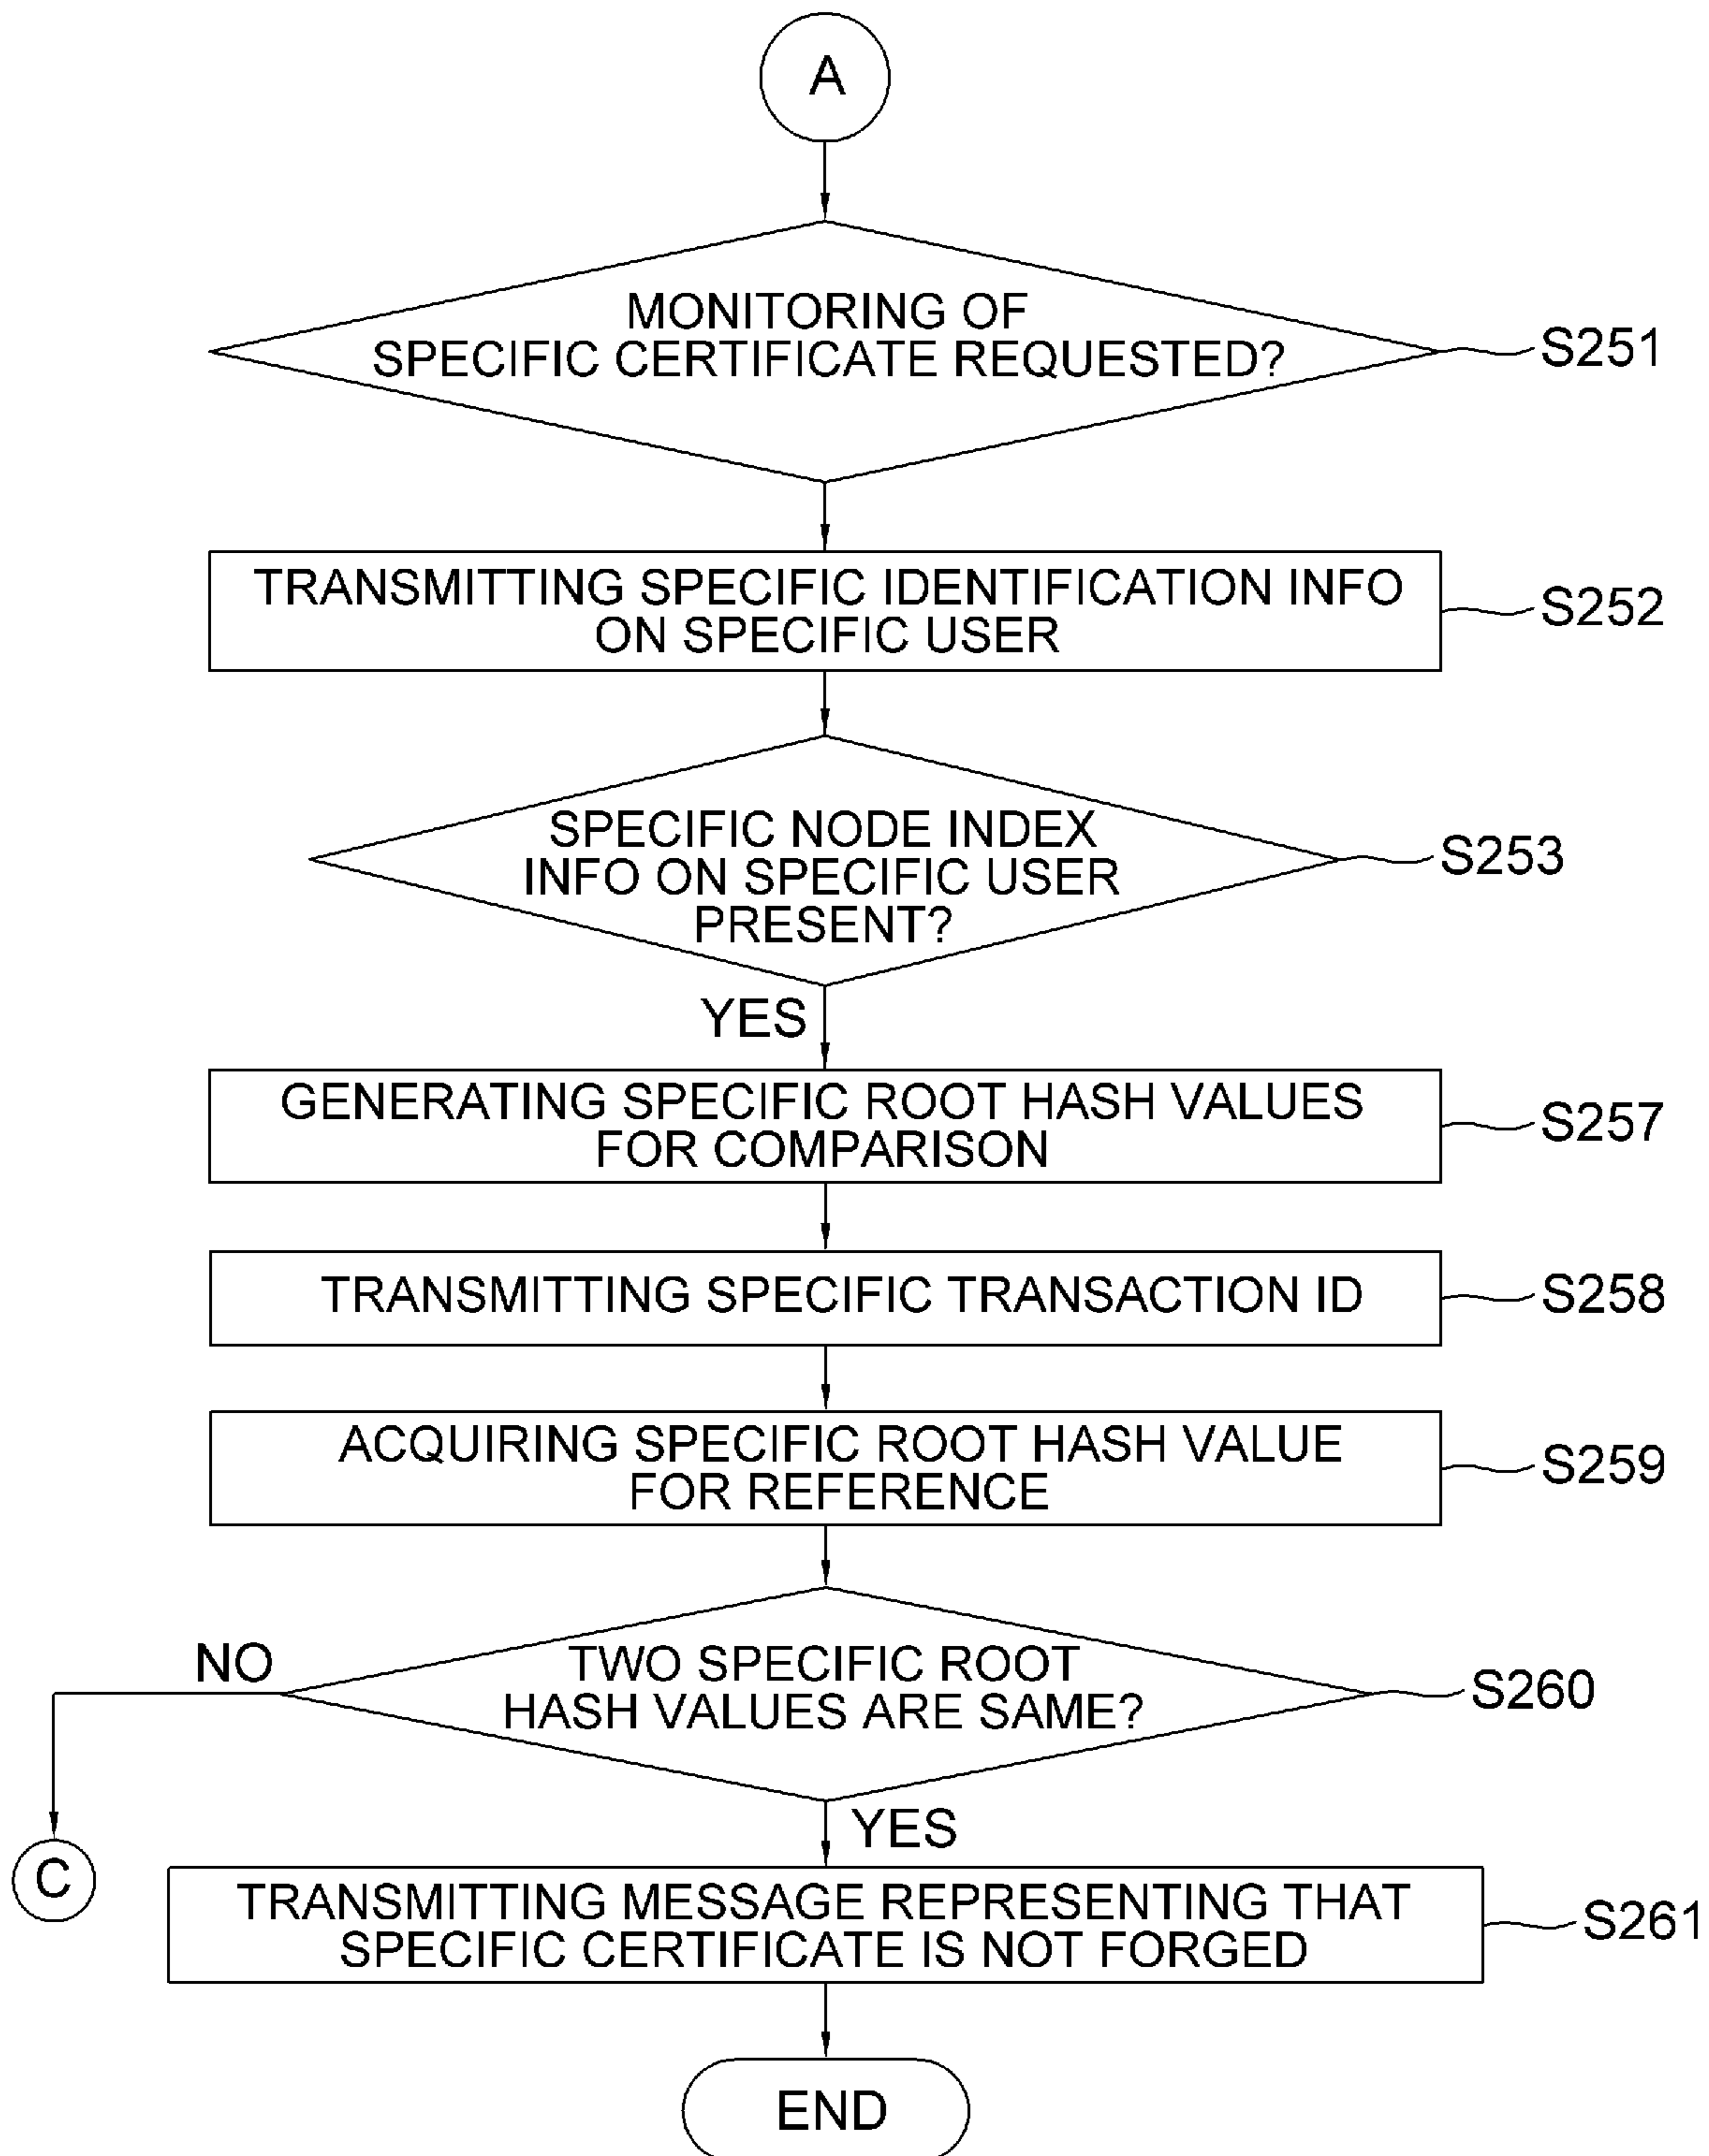 A
MONITORING OF
SPECIFIC CERTIFICATE REQUESTED?
S251
TRANSMITTING SPECIFIC IDENTIFICATION INFO
ON SPECIFIC USER
S252
SPECIFIC NODE INDEX
INFO ON SPECIFIC USER
PRESENT?
S253
YES
GENERATING SPECIFIC ROOT HASH VALUES
FOR COMPARISON
S257
TRANSMITTING SPECIFIC TRANSACTION ID
S258
ACQUIRING SPECIFIC ROOT HASH VALUE
FOR REFERENCE
S259
NO
TWO SPECIFIC ROOT
HASH VALUES ARE SAME?
S260
YES
C
TRANSMITTING MESSAGE REPRESENTING THAT
SPECIFIC CERTIFICATE IS NOT FORGED
S261
END